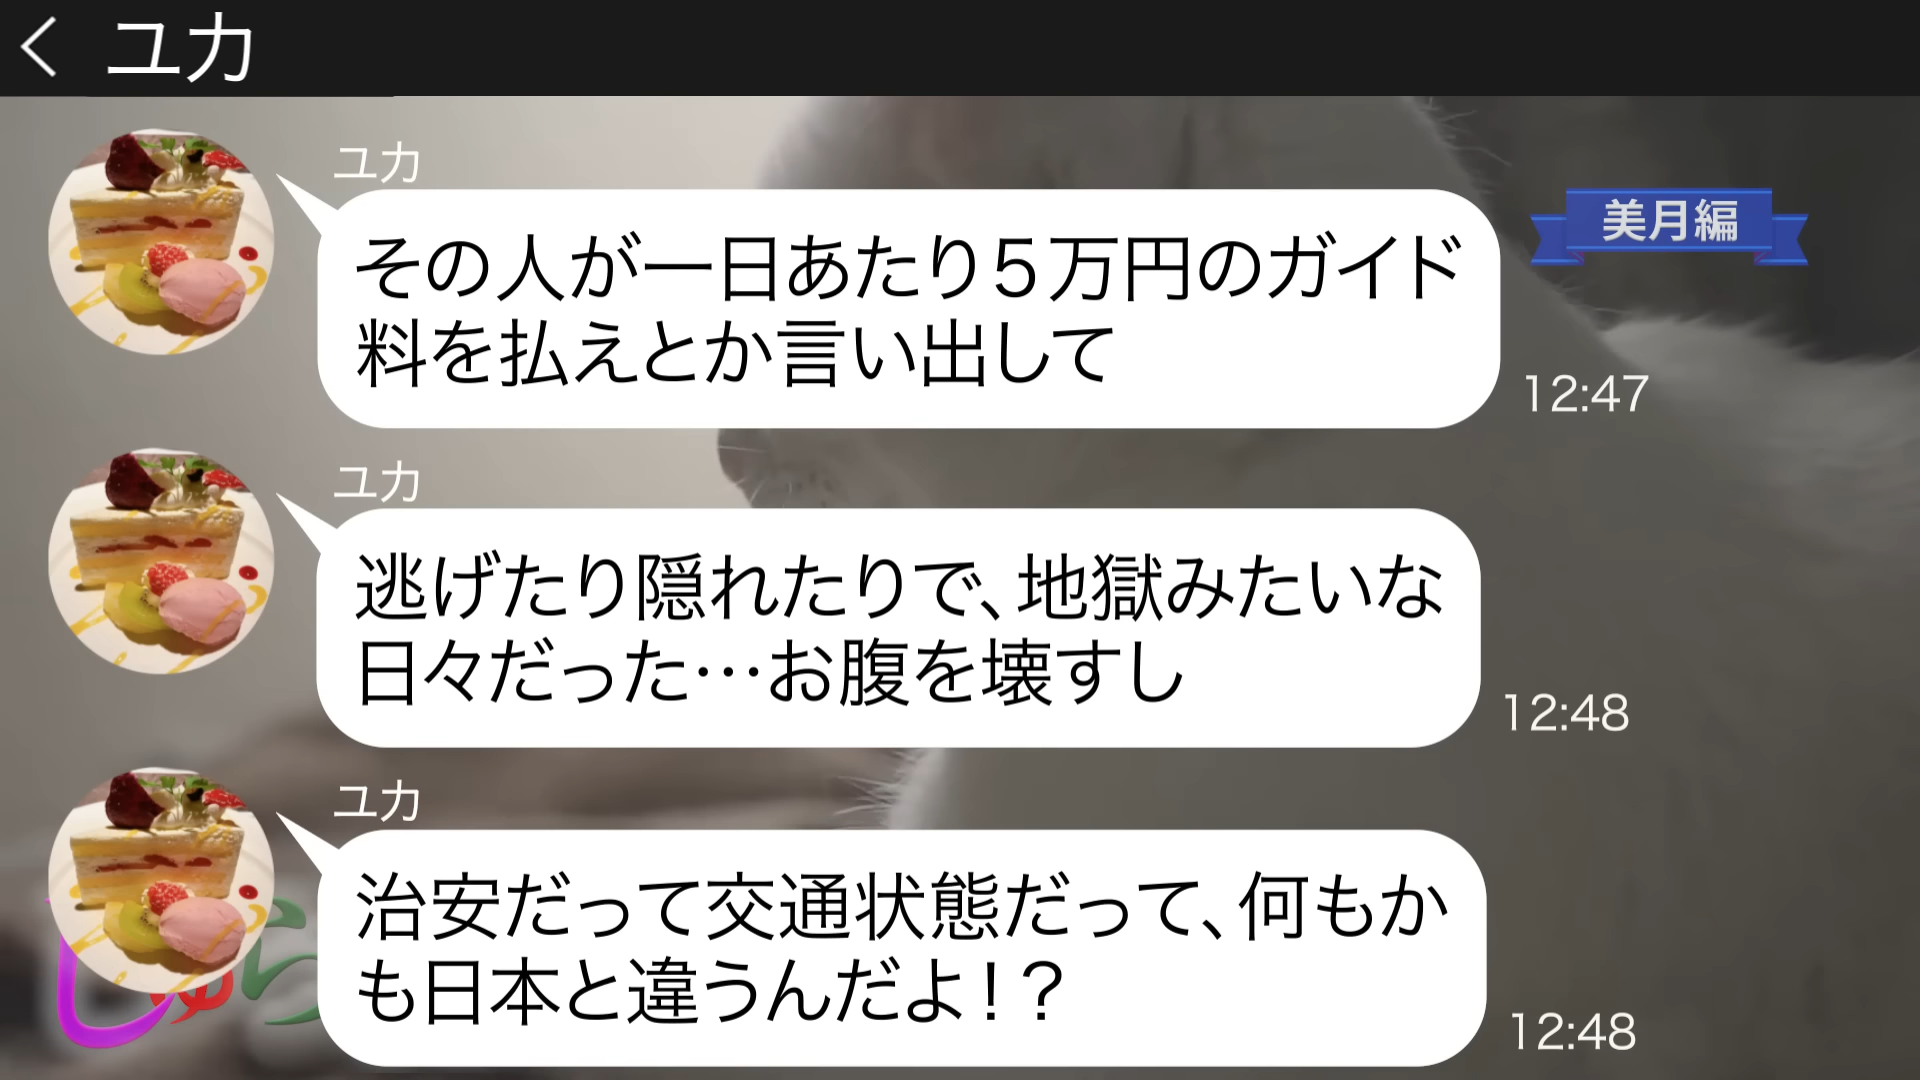 ユカ
ユカ
美月編
その人が一日あたり5万円のガイド
料を払えとか言い出して
12:47
ユカ
逃げたり隠れたりで、地獄みたいな
日々だった…お腹を壊すし
12:48
ユカ
治安だって交通状態だって、何もか
も日本と違うんだよ!?
12:48